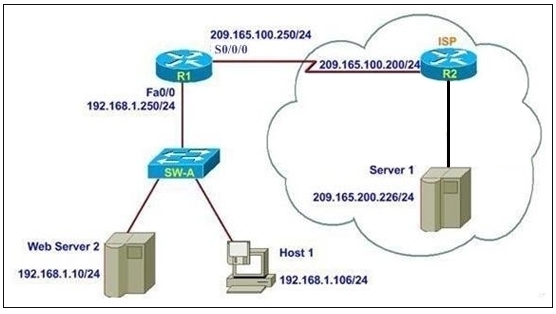 209.165.100.250/24
S0/0/0
ISP
209.165.100.200/24
R1
R2
Fa0/0
192.168.1.250/24
SW-A
Server 1
209.165.200.226/24
Web Server 2
192.168.1.10/24
Host 1
192.168.1.106/24